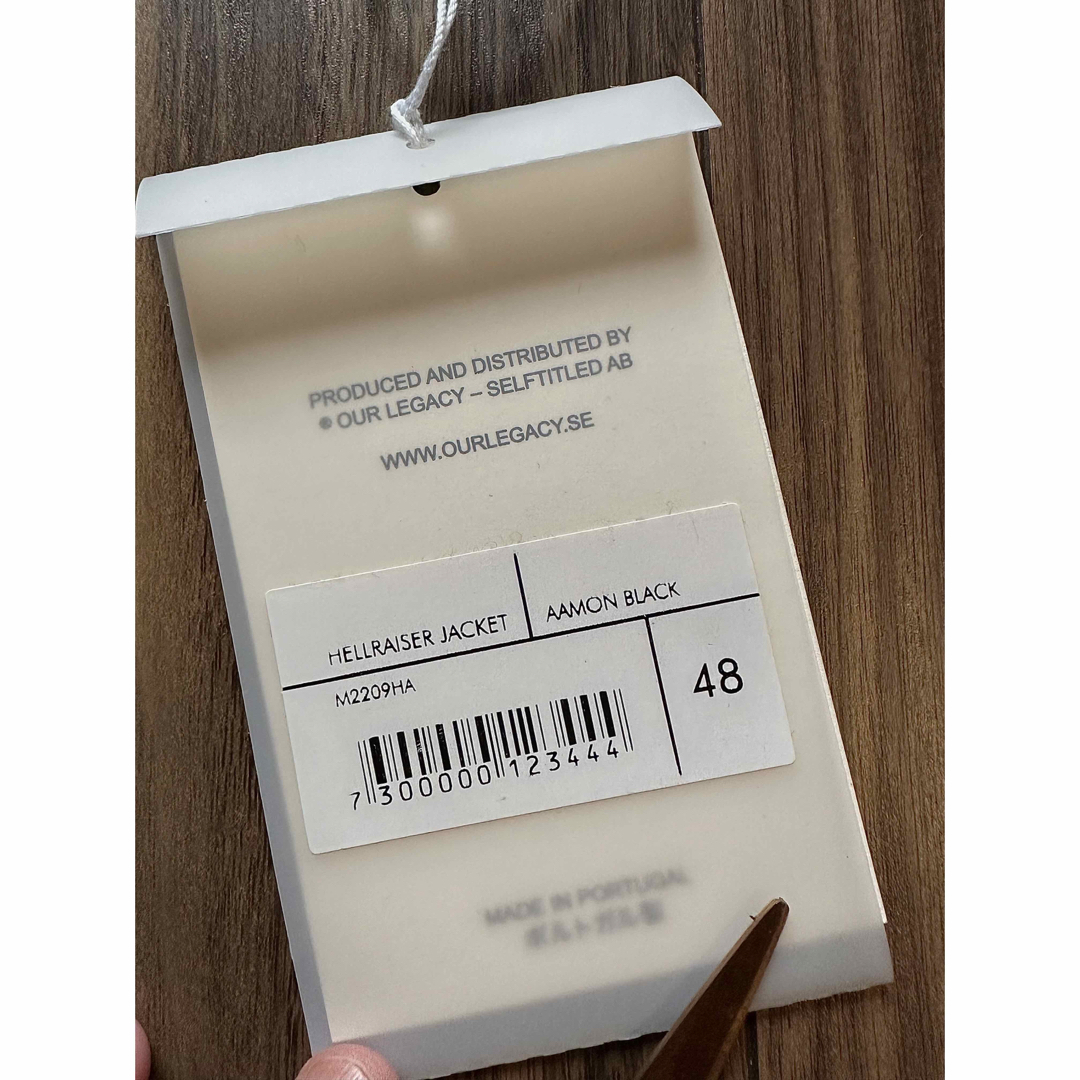 PRODUCED AND DISTRIBUTED BY
® OUR LEGACY – SELFTITLED AB
WWW.OURLEGACY.SE
HELLRAISER JACKET
AAMON BLACK
M2209HA
48
7 300000 123444
MADE IN PORTUGAL
ポルトガル製